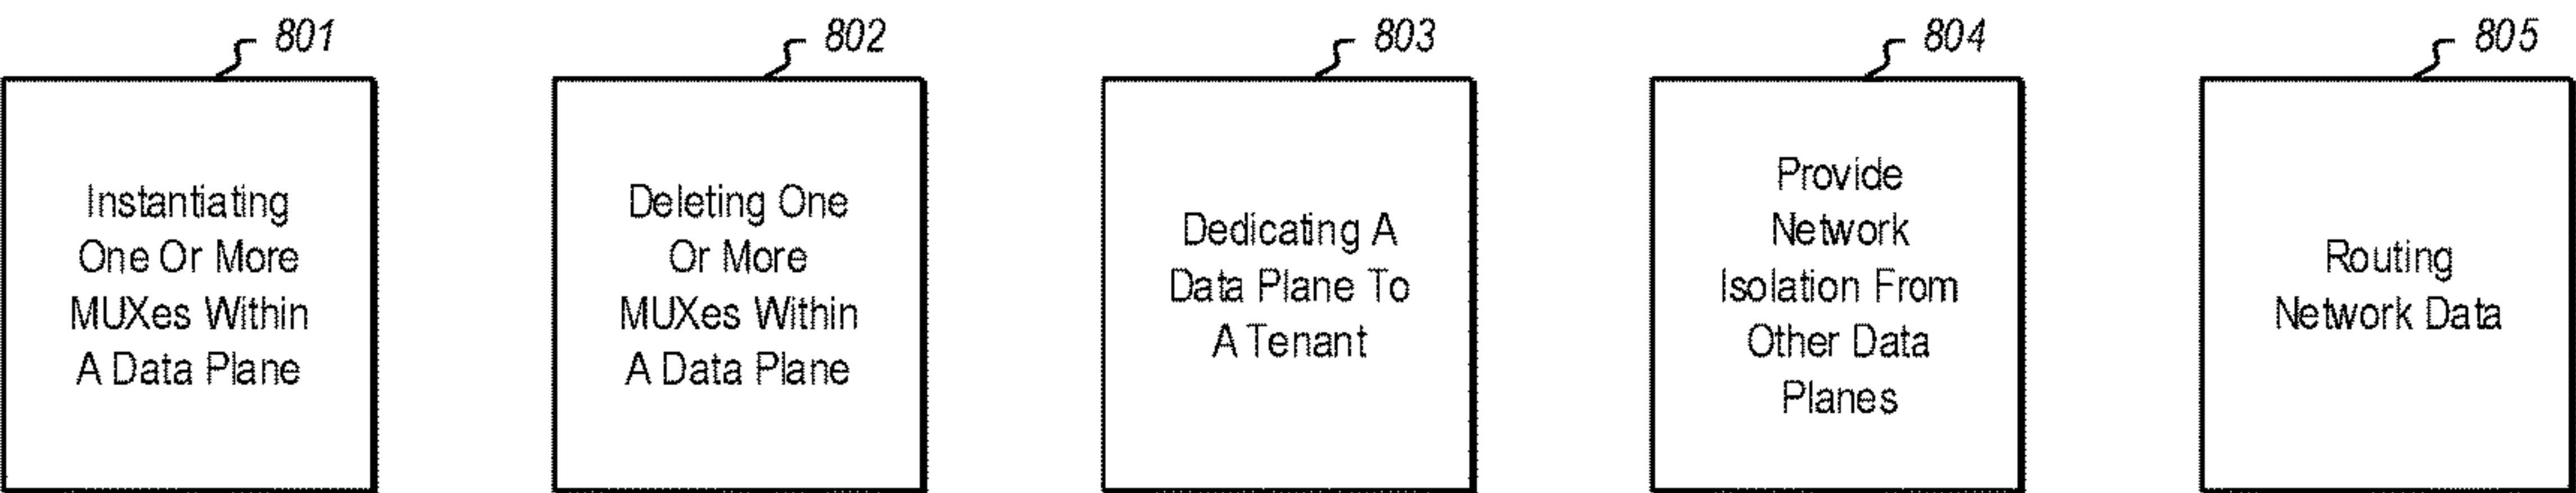 801
Instantiating
One Or More
MUXes Within
A Data Plane
802
Deleting One
Or More
MUXes Within
A Data Plane
803
Dedicating A
Data Plane To
A Tenant
804
Provide
Network
Isolation From
Other Data
Planes
805
Routing
Network Data